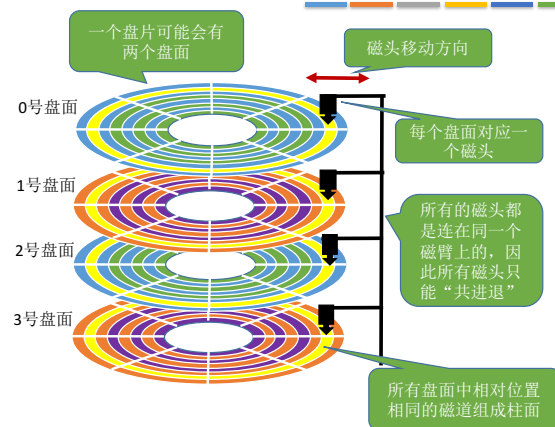 一个盘片可能会有
两个盘面
磁头移动方向
0号盘面
每个盘面对应一
个磁头
1号盘面
所有的磁头都
是连在同一个
磁臂上的，因
此所有磁头只
能“共进退”
2号盘面
3号盘面
所有盘面中相对位置
相同的磁道组成柱面